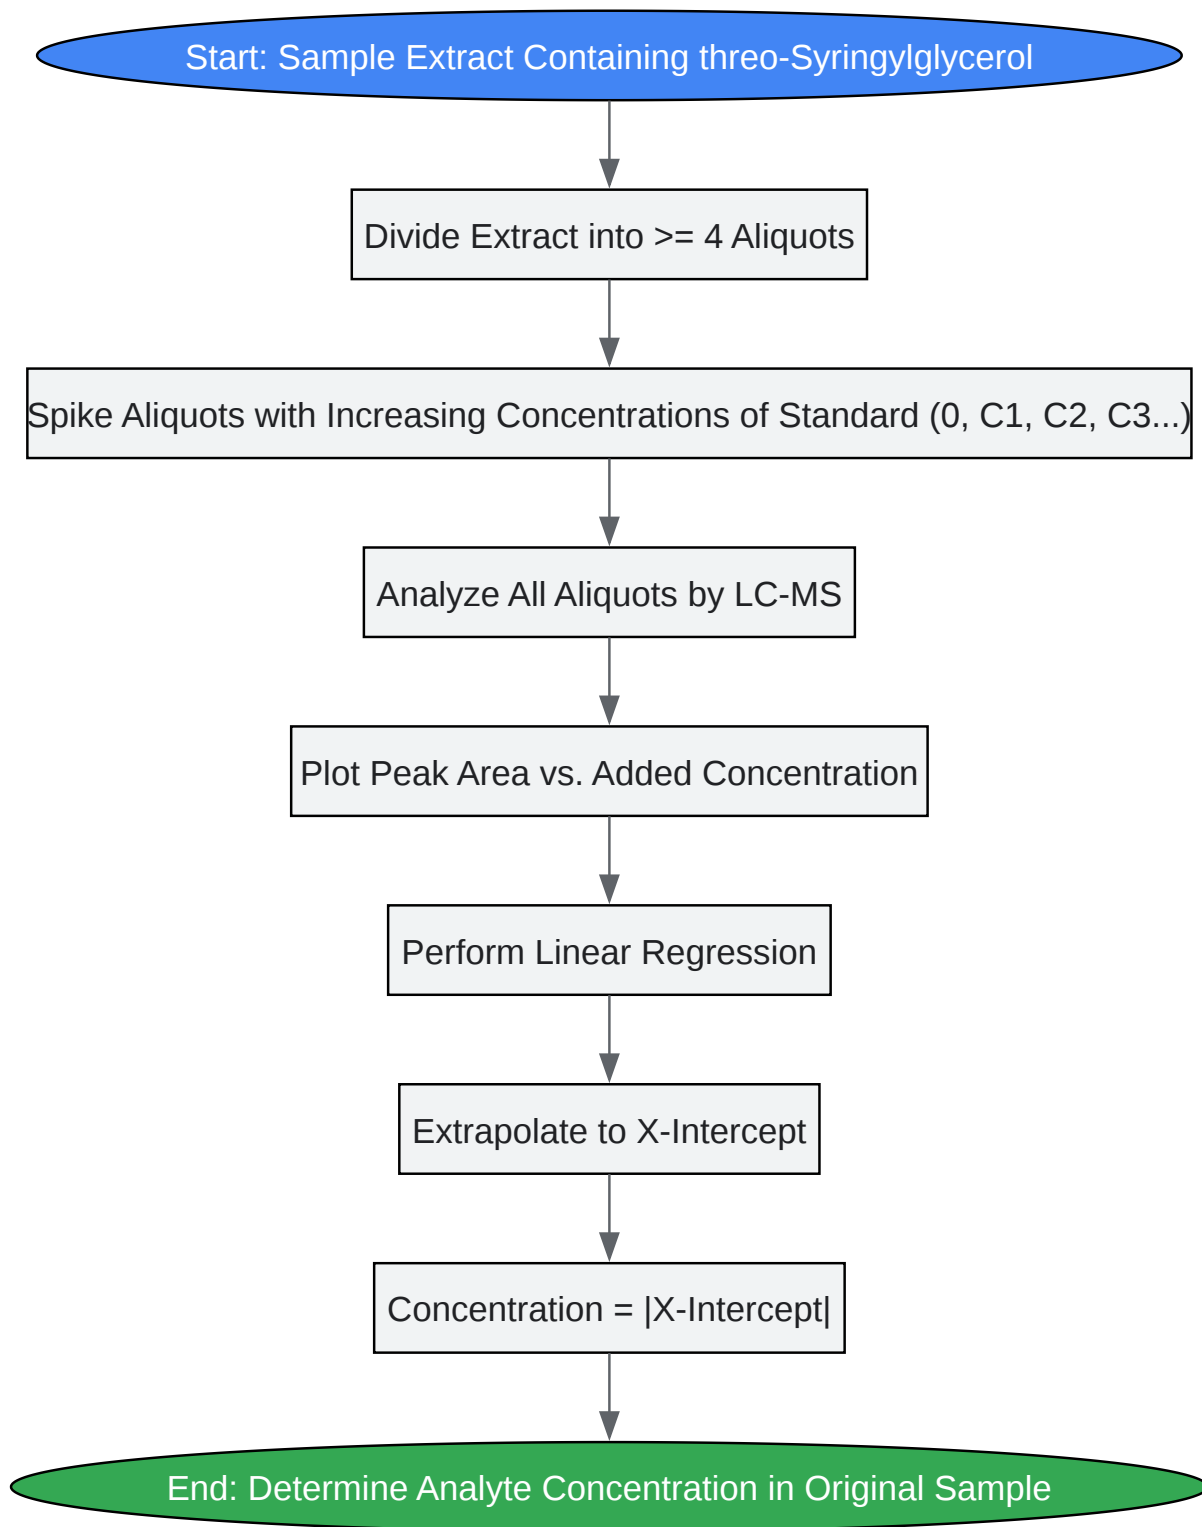 Start: Sample Extract Containing threo-Syringylglycerol
Divide Extract into >= 4 Aliquots
Spike Aliquots with Increasing Concentrations of Standard (0, C1, C2, C3...)
Analyze All Aliquots by LC-MS
Plot Peak Area vs. Added Concentration
Perform Linear Regression
Extrapolate to X-Intercept
Concentration = |X-Intercept|
End: Determine Analyte Concentration in Original Sample